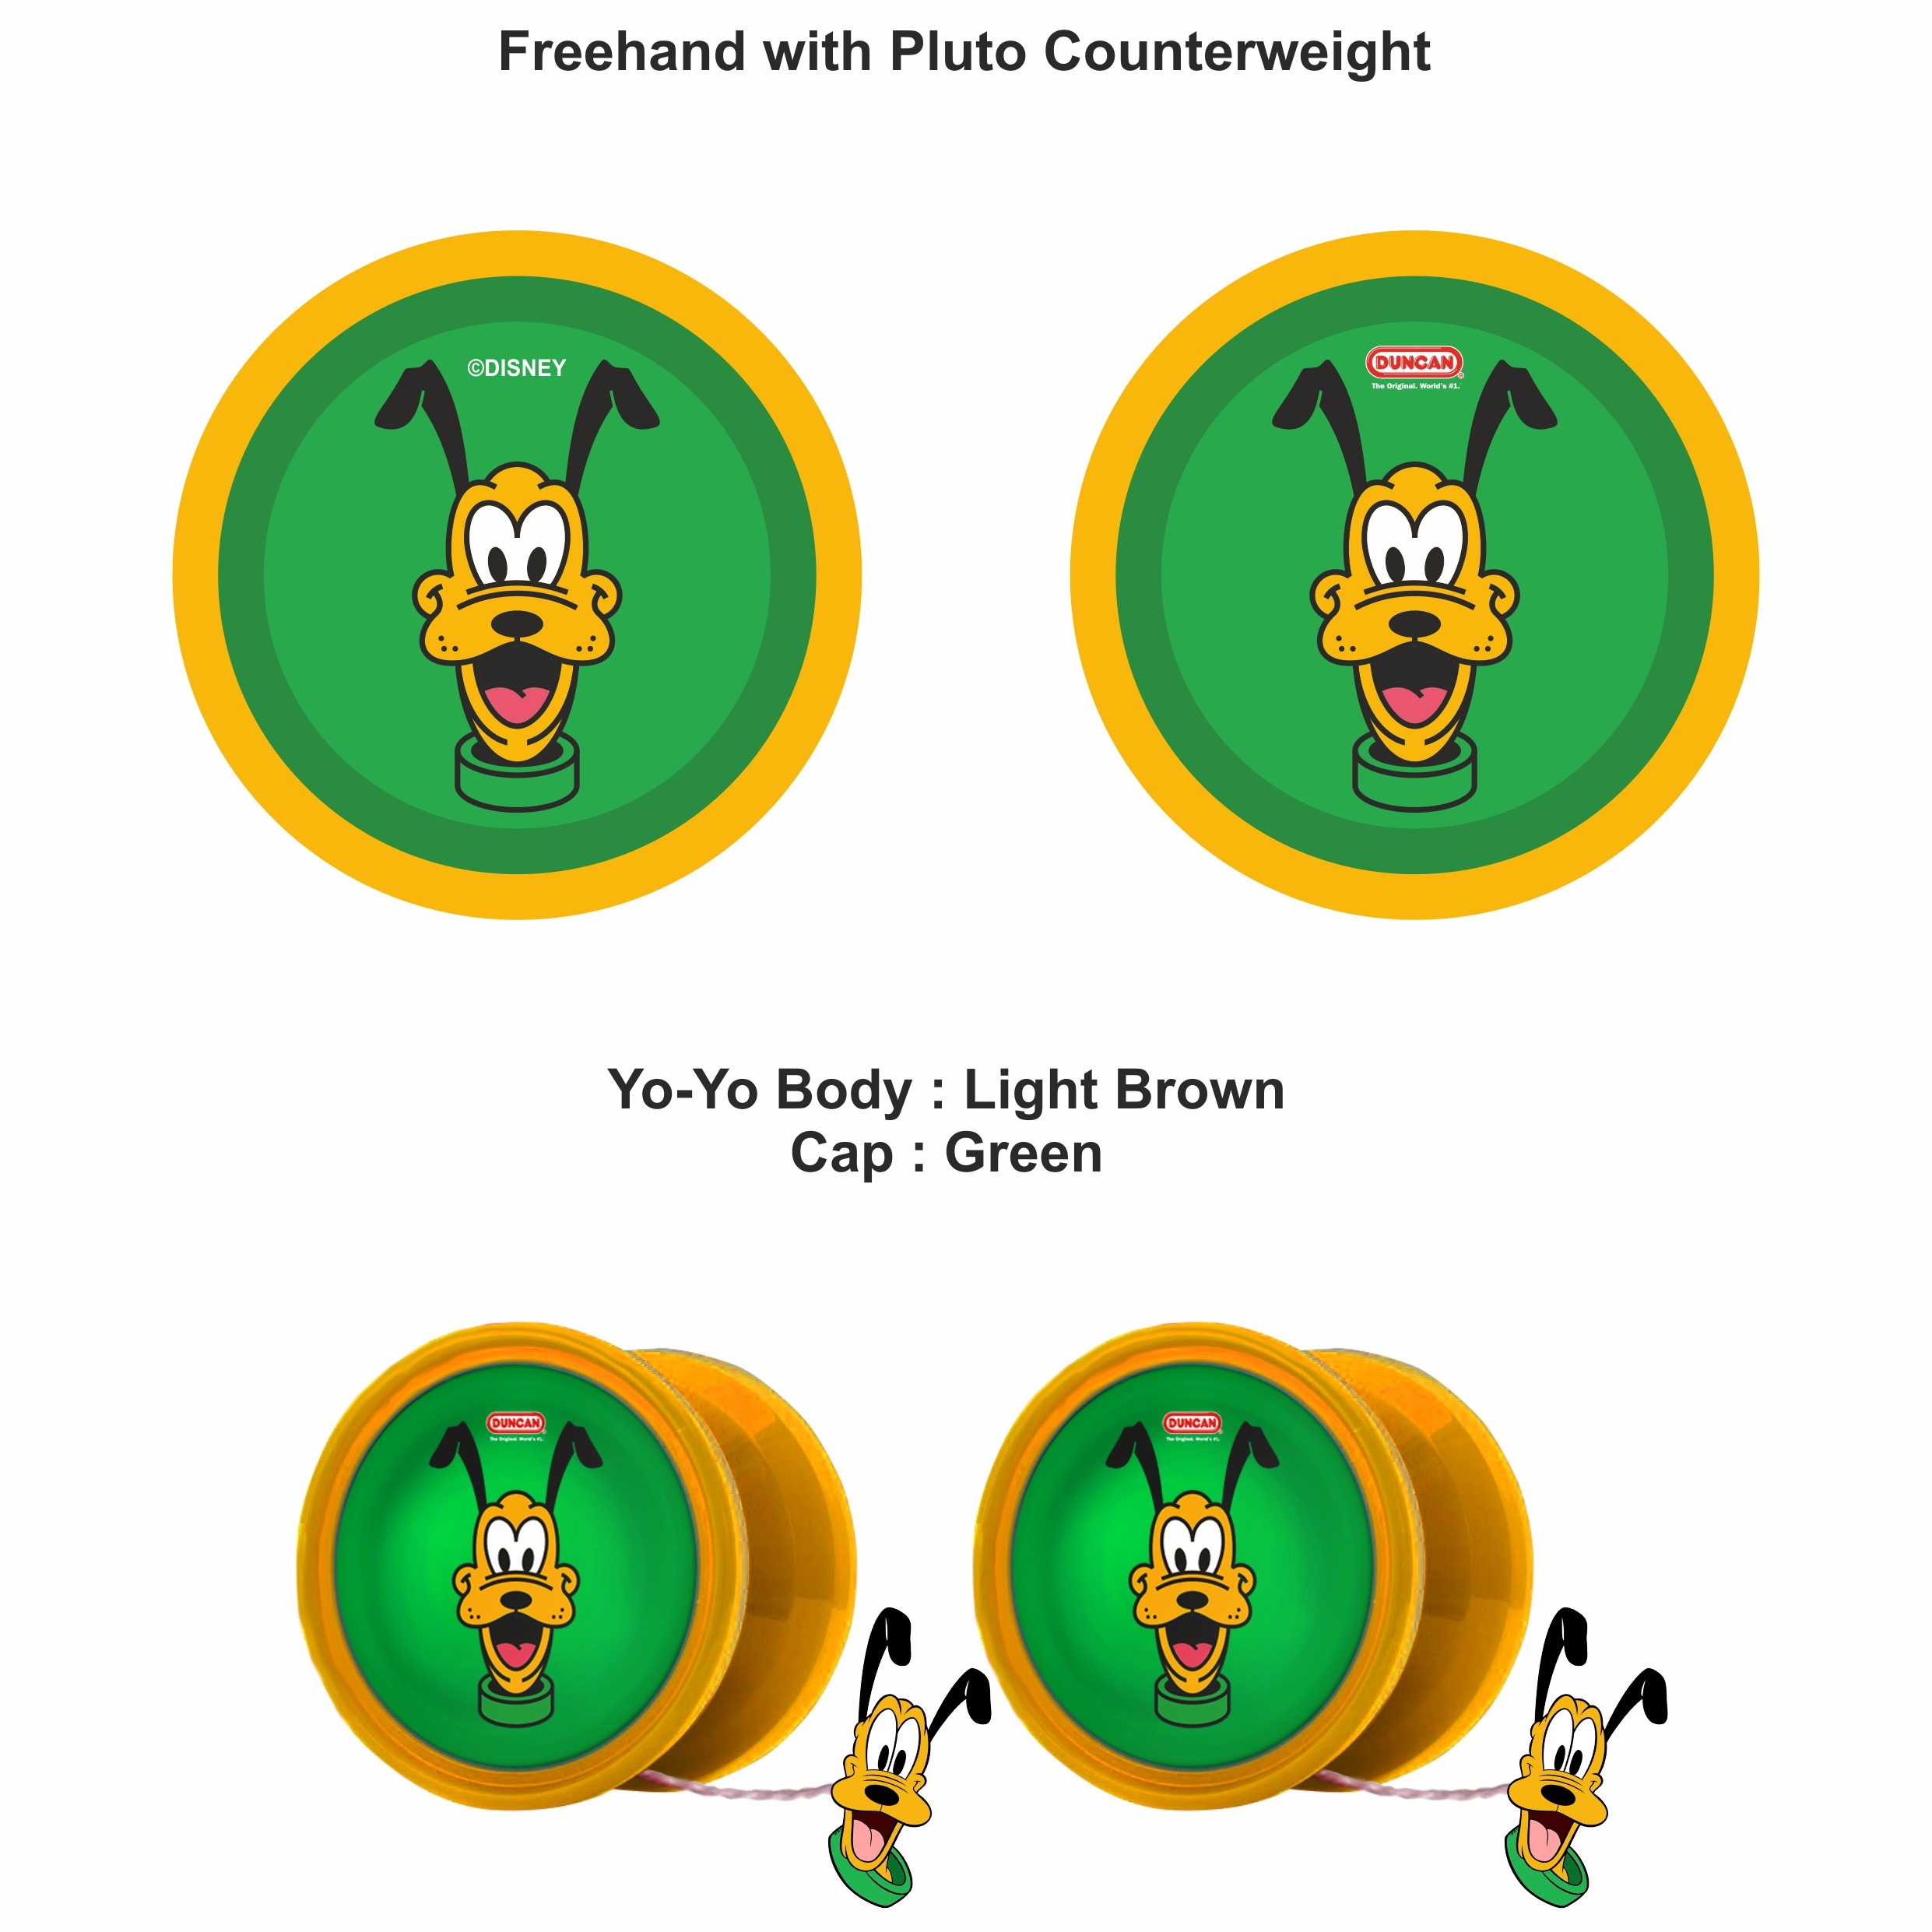 Freehand with Pluto Counterweight
©DISNEY
DUNCAN®
The Original. World's #1.
Yo-Yo Body : Light Brown
Cap : Green
DUNCAN®
The Original. World's #1.
DUNCAN®
The Original. World's #1.